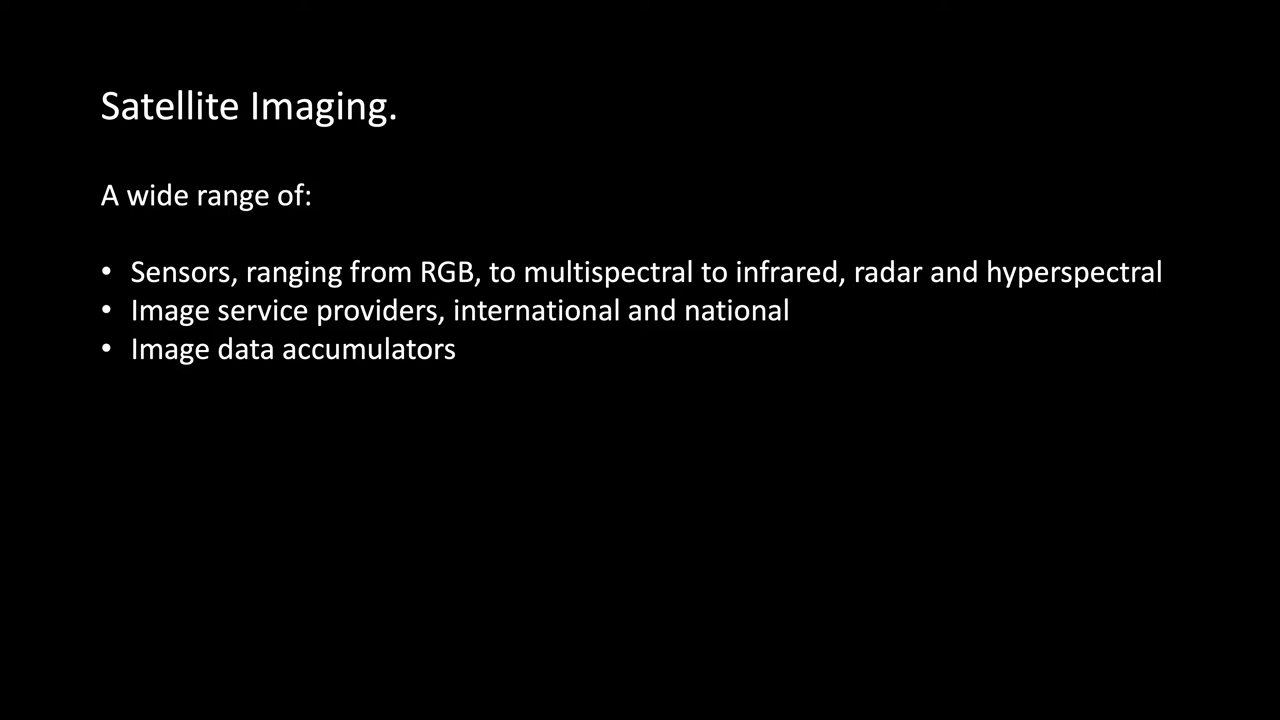 Satellite Imaging.
A wide range of:
• Sensors, ranging from RGB, to multispectral to infrared, radar and hyperspectral
• Image service providers, international and national
• Image data accumulators